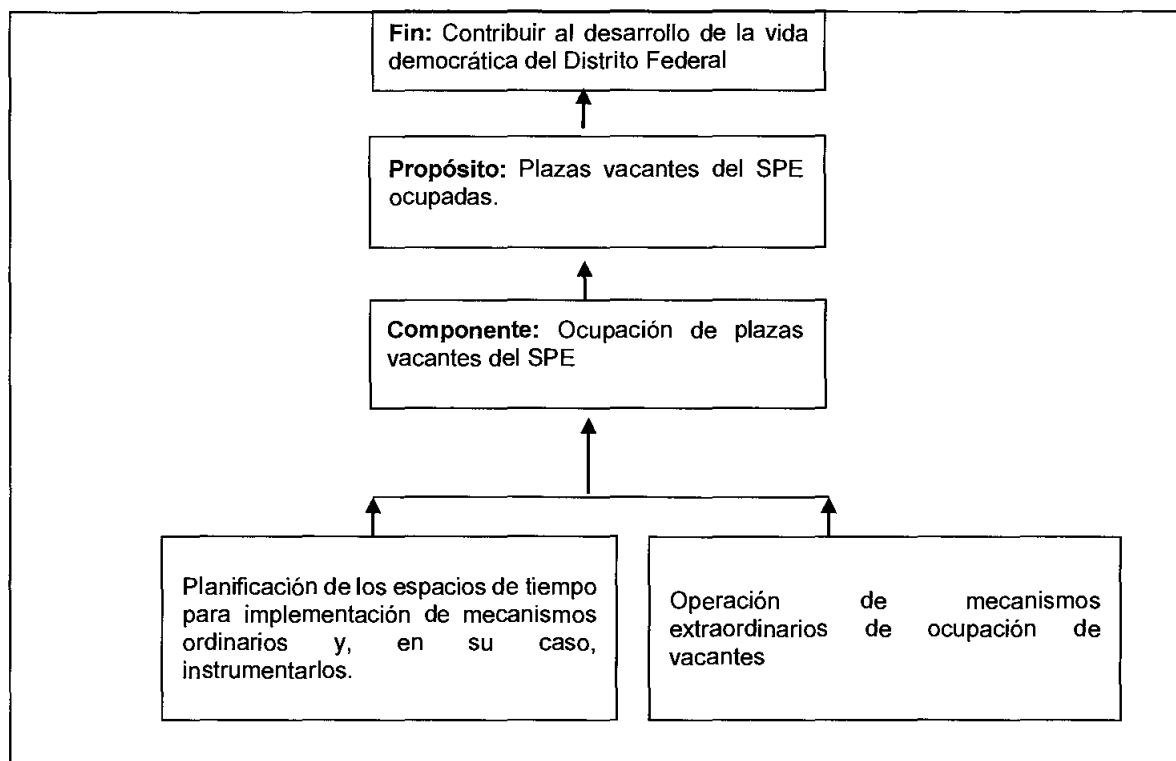 Fin: Contribuir al desarrollo de la vida
democrática del Distrito Federal
Propósito: Plazas vacantes del SPE
ocupadas.
Componente: Ocupación de plazas
vacantes del SPE
Planificación de los espacios de tiempo
para implementación de mecanismos
ordinarios y, en su caso,
instrumentarlos.
Operación de mecanismos
extraordinarios de ocupación de
vacantes